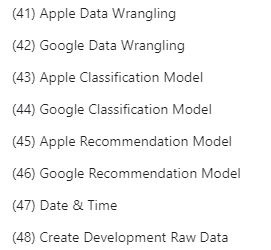 (41) Apple Data Wrangling
(42) Google Data Wrangling
(43) Apple Classification Model
(44) Google Classification Model
(45) Apple Recommendation Model
(46) Google Recommendation Model
(47) Date & Time
(48) Create Development Raw Data